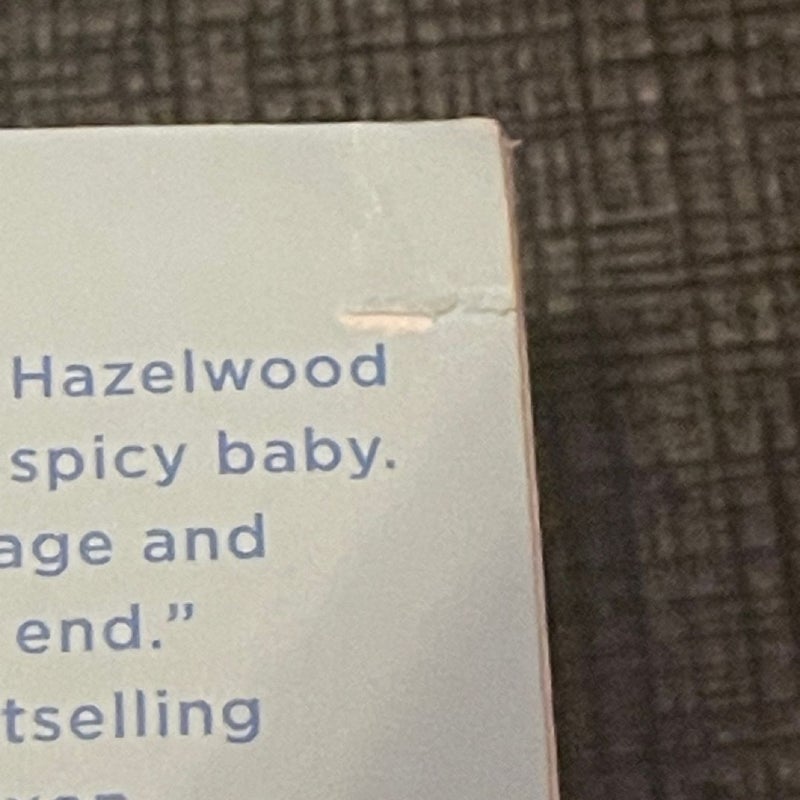 Hazelwood
spicy baby.
age and
end.”
tselling